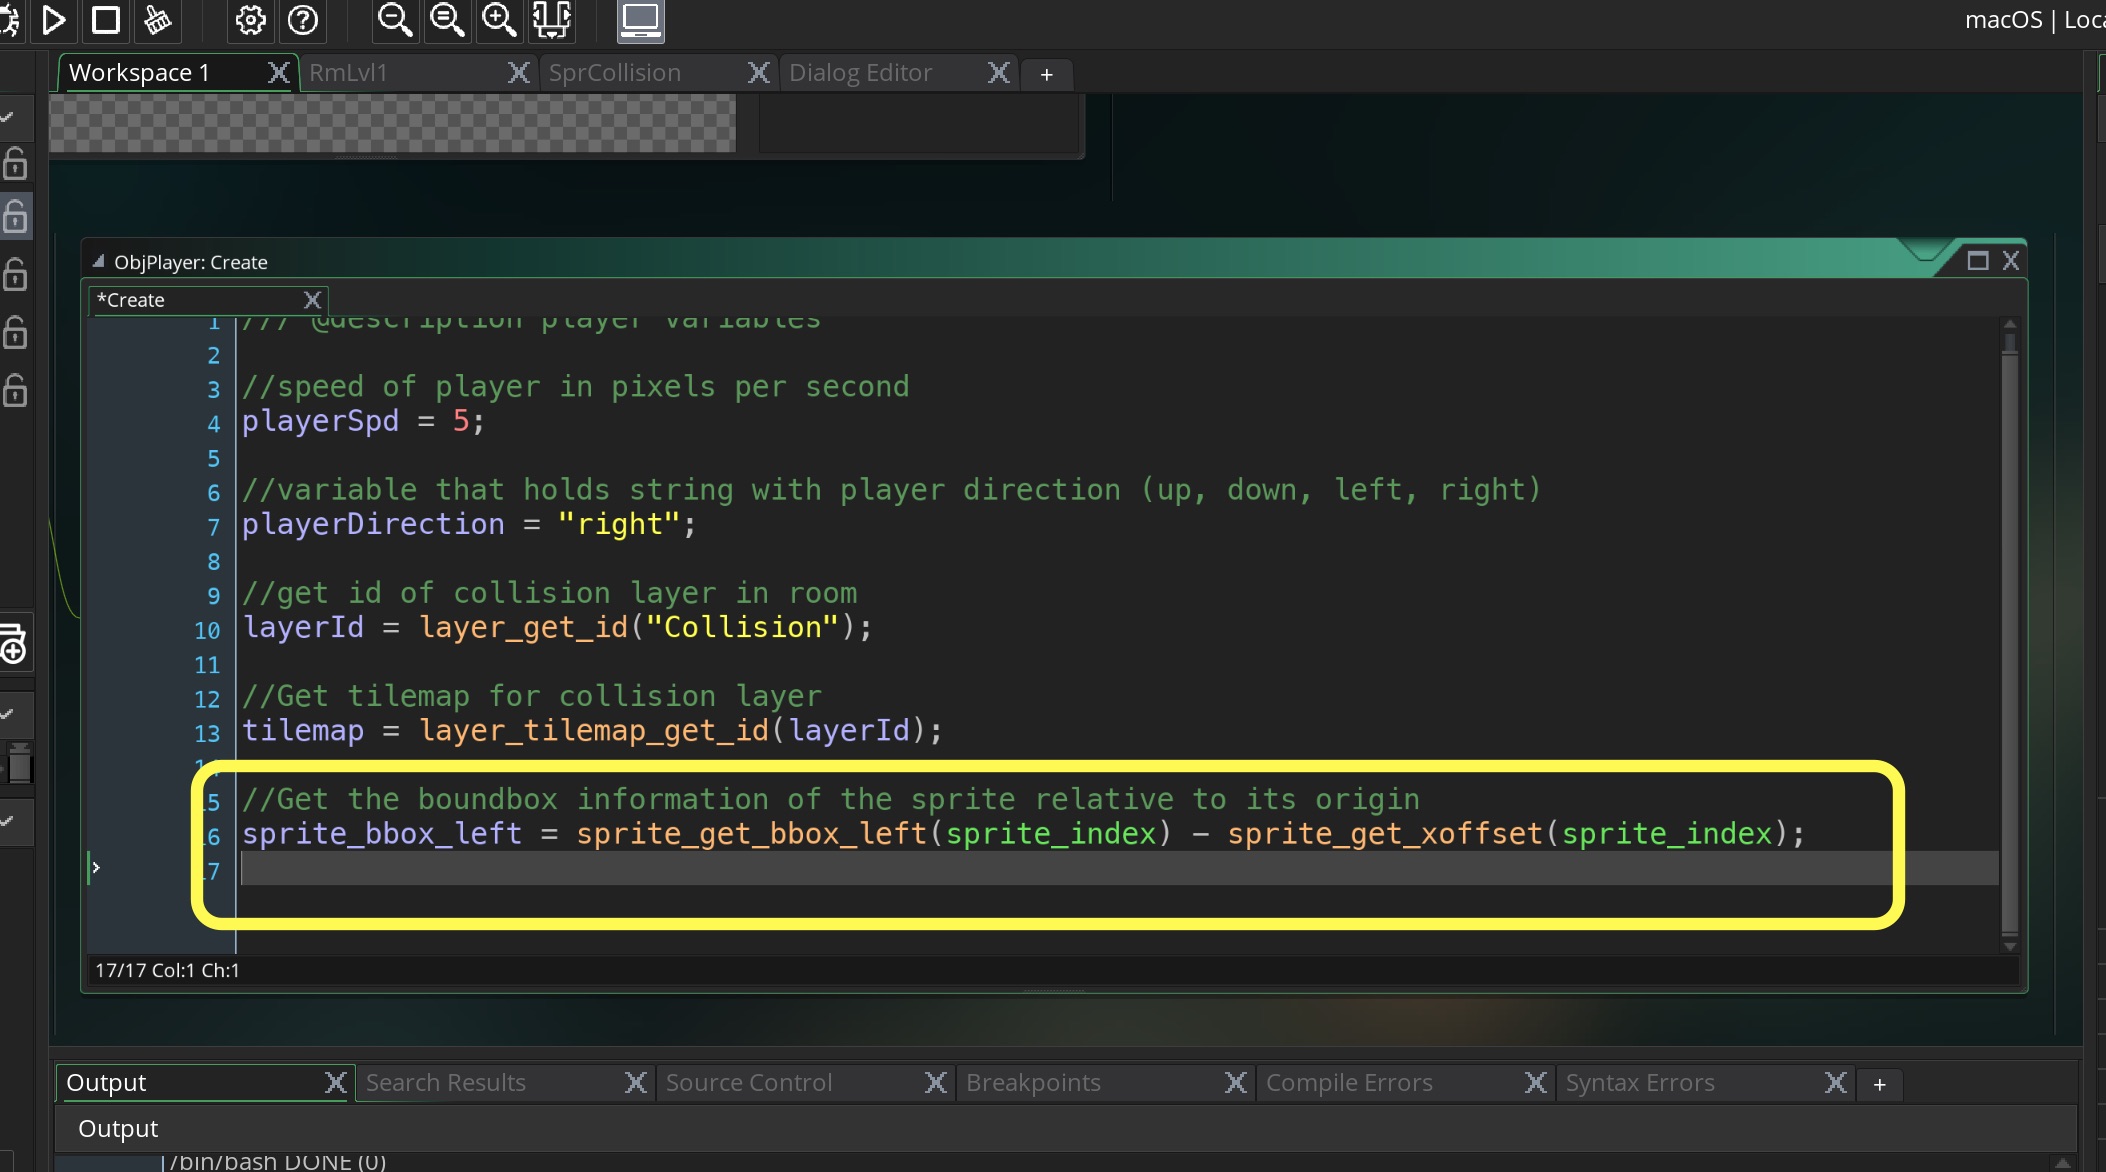 macOS | Loc
Workspace 1
RmLvl1
SprCollision
Dialog Editor
+
ObjPlayer: Create
*Create
1 /// @description player variables
2
3 //speed of player in pixels per second
4 playerSpd = 5;
5
6 //variable that holds string with player direction (up, down, left, right)
7 playerDirection = "right";
8
9 //get id of collision layer in room
10 layerId = layer_get_id("Collision");
11
12 //Get tilemap for collision layer
13 tilemap = layer_tilemap_get_id(layerId);
14
15 //Get the boundbox information of the sprite relative to its origin
16 sprite_bbox_left = sprite_get_bbox_left(sprite_index) - sprite_get_xoffset(sprite_index);
17
17/17 Col:1 Ch:1
Output
Search Results
Source Control
Breakpoints
Compile Errors
Syntax Errors
+
Output
/bin/bash DONE (0)